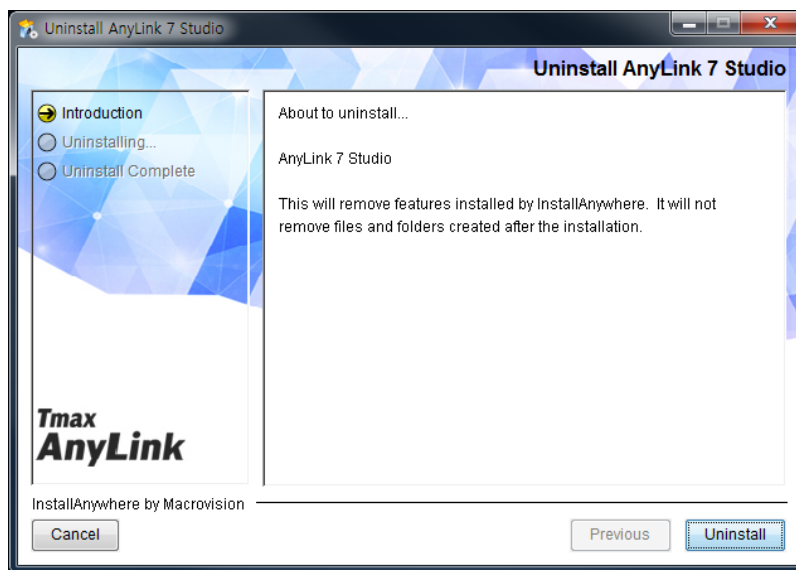 Uninstall AnyLink 7 Studio
Uninstall AnyLink 7 Studio
Introduction
Uninstalling...
Uninstall Complete
About to uninstall...
AnyLink 7 Studio
This will remove features installed by InstallAnywhere.  It will not
remove files and folders created after the installation.
Tmax
AnyLink
InstallAnywhere by Macrovision
Cancel
Previous
Uninstall